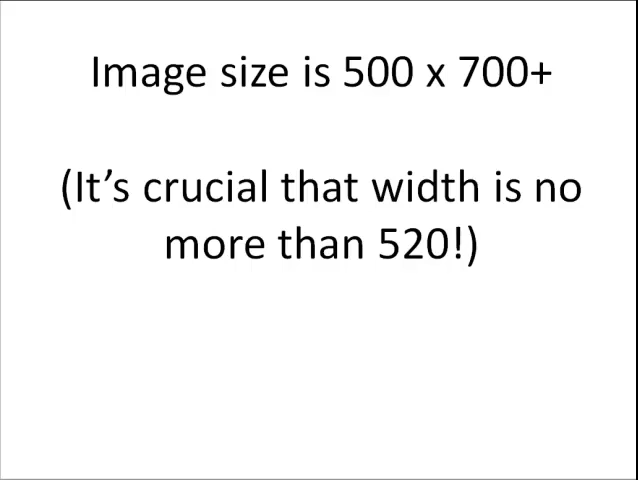 Image size is 500 x 700+
(It’s crucial that width is no
more than 520!)